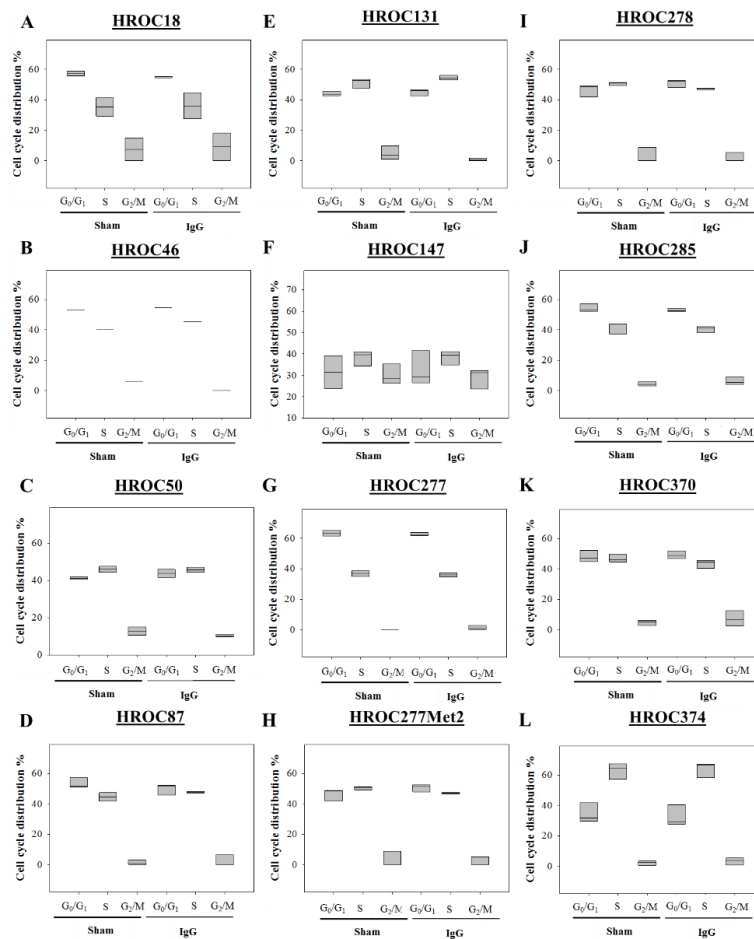 A HROC18
Cell cycle distribution %
60
40
20
0
G₀/G₁ S G₂/M G₀/G₁ S G₂/M
Sham IgG
E HROC131
Cell cycle distribution %
60
40
20
0
G₀/G₁ S G₂/M G₀/G₁ S G₂/M
Sham IgG
I HROC278
Cell cycle distribution %
60
40
20
0
G₀/G₁ S G₂/M G₀/G₁ S G₂/M
Sham IgG
B HROC46
Cell cycle distribution %
60
40
20
0
G₀/G₁ S G₂/M G₀/G₁ S G₂/M
Sham IgG
F HROC147
Cell cycle distribution %
70
60
50
40
30
20
10
G₀/G₁ S G₂/M G₀/G₁ S G₂/M
Sham IgG
J HROC285
Cell cycle distribution %
60
40
20
0
G₀/G₁ S G₂/M G₀/G₁ S G₂/M
Sham IgG
C HROC50
Cell cycle distribution %
60
40
20
0
G₀/G₁ S G₂/M G₀/G₁ S G₂/M
Sham IgG
G HROC277
Cell cycle distribution %
60
40
20
0
G₀/G₁ S G₂/M G₀/G₁ S G₂/M
Sham IgG
K HROC370
Cell cycle distribution %
60
40
20
0
G₀/G₁ S G₂/M G₀/G₁ S G₂/M
Sham IgG
D HROC87
Cell cycle distribution %
60
40
20
0
G₀/G₁ S G₂/M G₀/G₁ S G₂/M
Sham IgG
H HROC277Met2
Cell cycle distribution %
60
40
20
0
G₀/G₁ S G₂/M G₀/G₁ S G₂/M
Sham IgG
L HROC374
Cell cycle distribution %
60
40
20
0
G₀/G₁ S G₂/M G₀/G₁ S G₂/M
Sham IgG